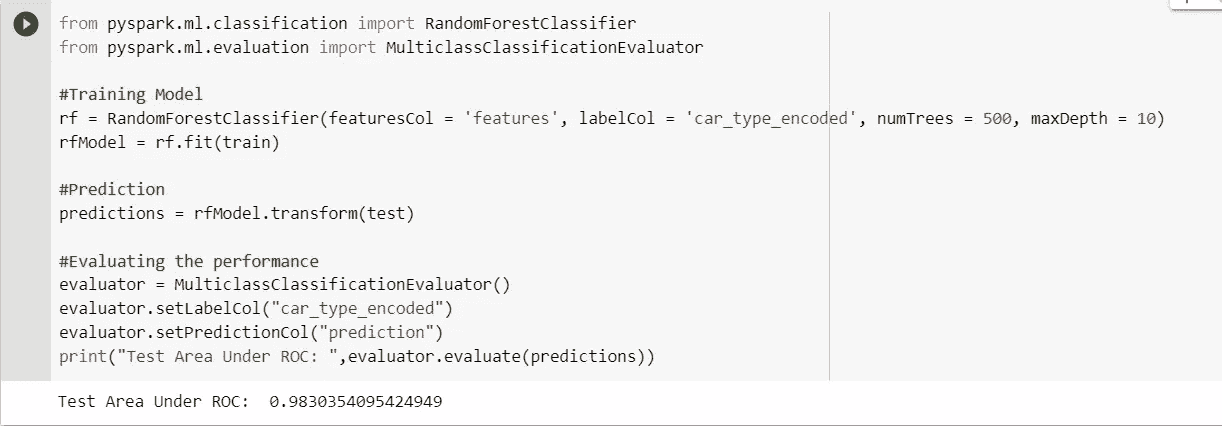 from pyspark.ml.classification import RandomForestClassifier
from pyspark.ml.evaluation import MulticlassClassificationEvaluator
#Training Model
rf = RandomForestClassifier(featuresCol = 'features', labelCol = 'car_type_encoded', numTrees = 500, maxDepth = 10)
rfModel = rf.fit(train)
#Prediction
predictions = rfModel.transform(test)
#Evaluating the performance
evaluator = MulticlassClassificationEvaluator()
evaluator.setLabelCol("car_type_encoded")
evaluator.setPredictionCol("prediction")
print("Test Area Under ROC: ",evaluator.evaluate(predictions))
Test Area Under ROC:  0.9830354095424949